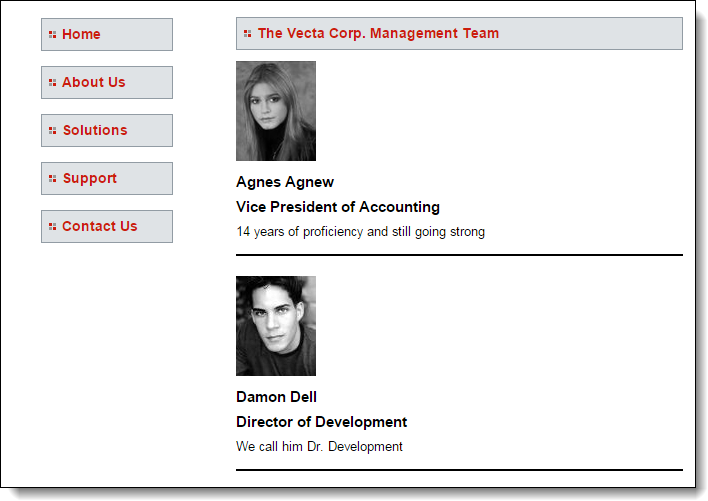 Home
About Us
Solutions
Support
Contact Us
The Vecta Corp. Management Team
Agnes Agnew
Vice President of Accounting
14 years of proficiency and still going strong
Damon Dell
Director of Development
We call him Dr. Development